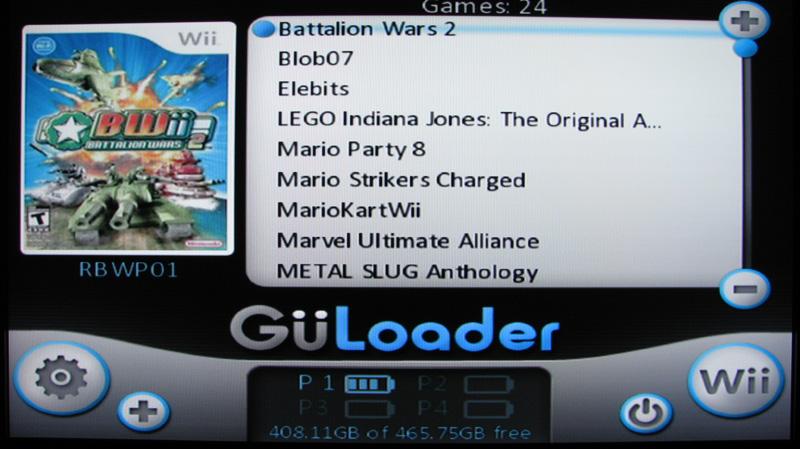 Games: 24
Wii
BWii
BATTALION WARS 2
T
Nintendo
RBWP01
Battalion Wars 2
Blob07
Elebits
LEGO Indiana Jones: The Original A...
Mario Party 8
Mario Strikers Charged
MarioKartWii
Marvel Ultimate Alliance
METAL SLUG Anthology
GüLoader
P 1 P2
P3 P4
408.11GB of 465.75GB free
Wii